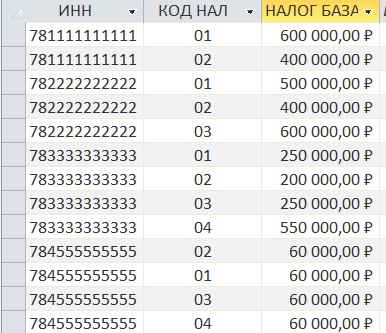 ИНН КОД НАЛ НАЛОГ БАЗА
781111111111 01 600 000,00 ₽
781111111111 02 400 000,00 ₽
782222222222 01 500 000,00 ₽
782222222222 02 400 000,00 ₽
782222222222 03 600 000,00 ₽
783333333333 01 250 000,00 ₽
783333333333 02 200 000,00 ₽
783333333333 03 250 000,00 ₽
783333333333 04 550 000,00 ₽
784555555555 02 60 000,00 ₽
784555555555 01 60 000,00 ₽
784555555555 03 60 000,00 ₽
784555555555 04 60 000,00 ₽